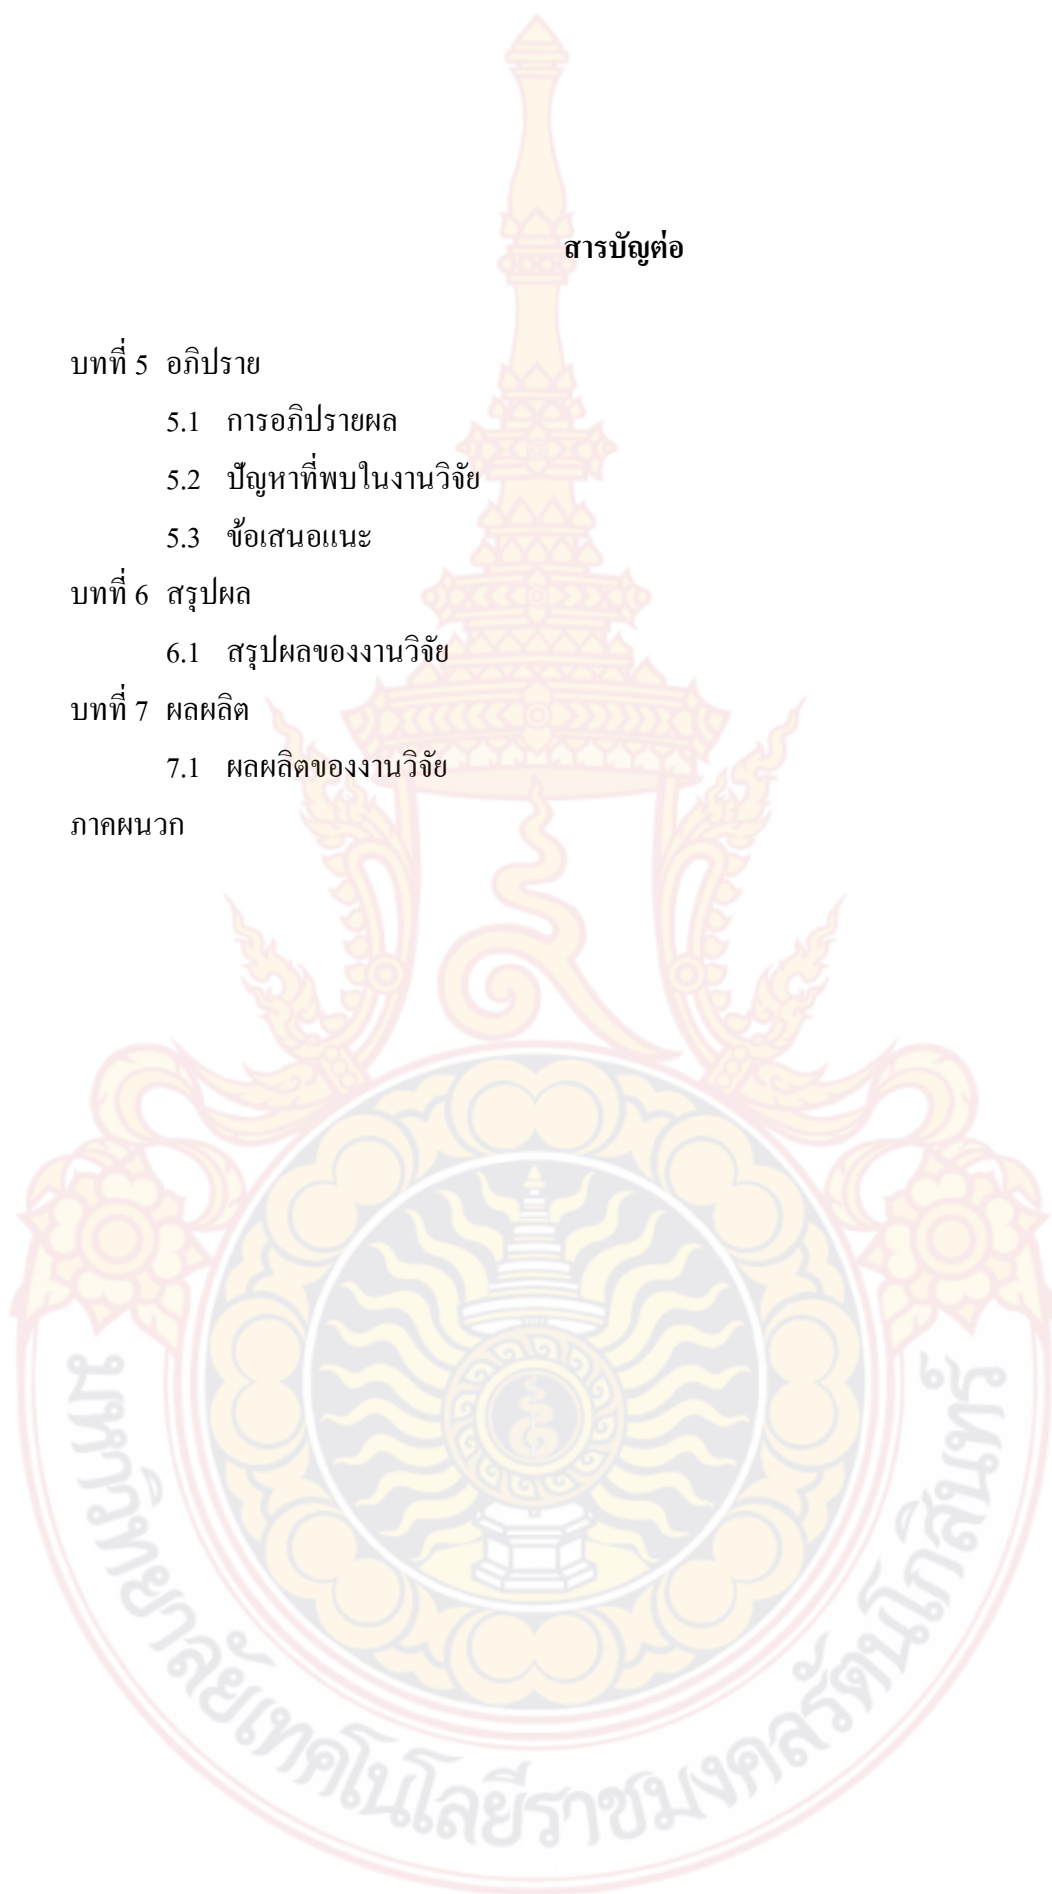 สารบัญต่อ
บทที่ 5 อภิปราย
5.1 การอภิปรายผล
5.2 ปัญหาที่พบในงานวิจัย
5.3 ข้อเสนอแนะ
บทที่ 6 สรุปผล
6.1 สรุปผลของงานวิจัย
บทที่ 7 ผลผลิต
7.1 ผลผลิตของงานวิจัย
ภาคผนวก
มหาวิทยาลัยเทคโนโลยีราชมงคลรัตนโกสินทร์